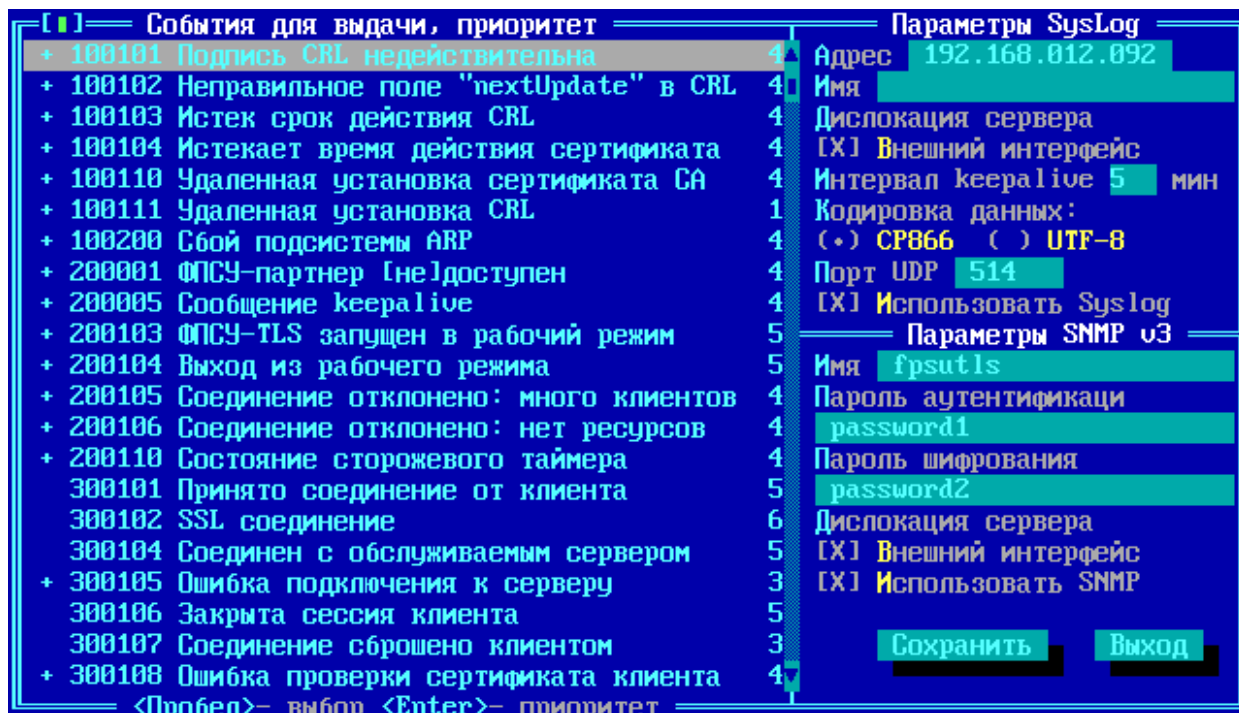 [▮] События для выдачи, приоритет
+ 100101 Подпись CRL недействительна 4
+ 100102 Неправильное поле "nextUpdate" в CRL 4
+ 100103 Истек срок действия CRL 4
+ 100104 Истекает время действия сертификата 4
+ 100110 Удаленная установка сертификата CA 4
+ 100111 Удаленная установка CRL 1
+ 100200 Сбой подсистемы ARP 4
+ 200001 ФПСУ-партнер [не]доступен 4
+ 200005 Сообщение keepalive 4
+ 200103 ФПСУ-TLS запущен в рабочий режим 5
+ 200104 Выход из рабочего режима 5
+ 200105 Соединение отклонено: много клиентов 4
+ 200106 Соединение отклонено: нет ресурсов 4
+ 200110 Состояние сторожевого таймера 4
300101 Принято соединение от клиента 5
300102 SSL соединение 6
300104 Соединен с обслуживаемым сервером 5
+ 300105 Ошибка подключения к серверу 3
300106 Закрыта сессия клиента 5
300107 Соединение сброшено клиентом 3
+ 300108 Ошибка проверки сертификата клиента 4
<Пробел>- выбор <Enter>- приоритет
Параметры SysLog
Адрес 192.168.012.092
Имя
Дислокация сервера
[X] Внешний интерфейс
Интервал keepalive 5 мин
Кодировка данных:
(•) CP866 ( ) UTF-8
Порт UDP 514
[X] Использовать Syslog
Параметры SNMP v3
Имя fpsutls
Пароль аутентификаци
password1
Пароль шифрования
password2
Дислокация сервера
[X] Внешний интерфейс
[X] Использовать SNMP
Сохранить Выход